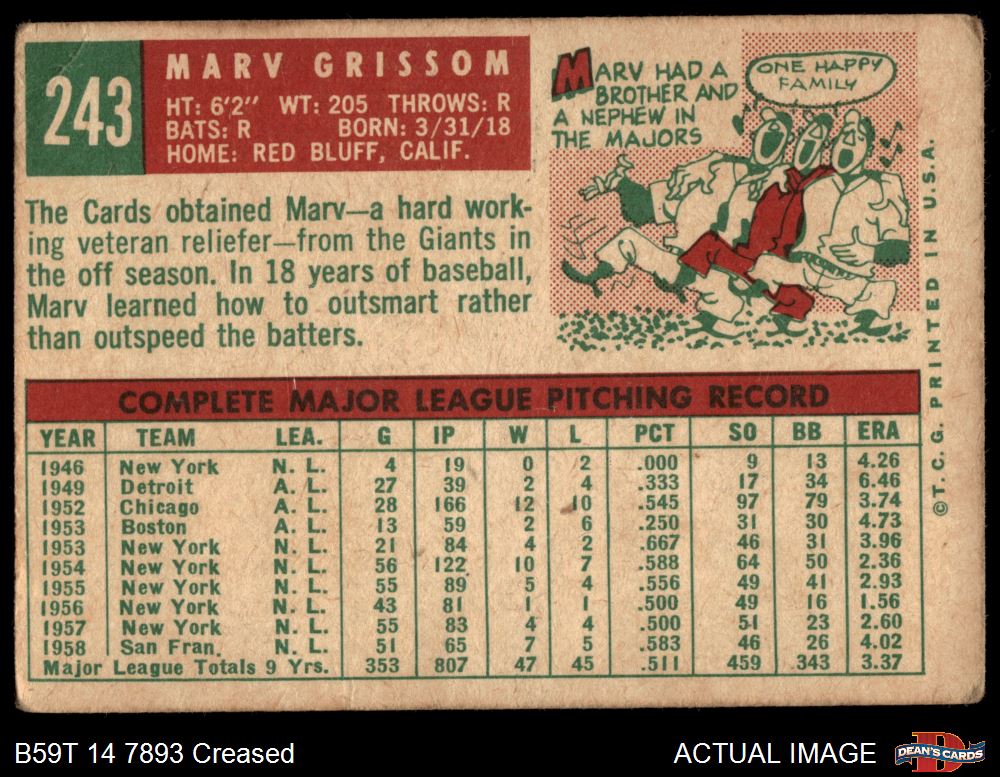 243
MARV GRISSOM
HT: 6'2" WT: 205 THROWS: R
BATS: R BORN: 3/31/18
HOME: RED BLUFF, CALIF.
MARV HAD A
BROTHER AND
A NEPHEW IN
THE MAJORS
ONE HAPPY
FAMILY
The Cards obtained Marv—a hard work-
ing veteran reliefer—from the Giants in
the off season. In 18 years of baseball,
Marv learned how to outsmart rather
than outspeed the batters.
©T.C.G. PRINTED IN U.S.A.
COMPLETE MAJOR LEAGUE PITCHING RECORD
YEAR TEAM LEA. G IP W L PCT SO BB ERA
1946 New York N. L. 4 19 0 2 .000 9 13 4.26
1949 Detroit A. L. 27 39 2 4 .333 17 34 6.46
1952 Chicago A. L. 28 166 12 10 .545 97 79 3.74
1953 Boston A. L. 13 59 2 6 .250 31 30 4.73
1953 New York N. L. 21 84 4 2 .667 46 31 3.96
1954 New York N. L. 56 122 10 7 .588 64 50 2.36
1955 New York N. L. 55 89 5 4 .556 49 41 2.93
1956 New York N. L. 43 81 1 1 .500 49 16 1.56
1957 New York N. L. 55 83 4 4 .500 51 23 2.60
1958 San Fran. N. L. 51 65 7 5 .583 46 26 4.02
Major League Totals 9 Yrs. 353 807 47 45 .511 459 343 3.37
B59T 14 7893 Creased
ACTUAL IMAGE
DEAN'S CARDS